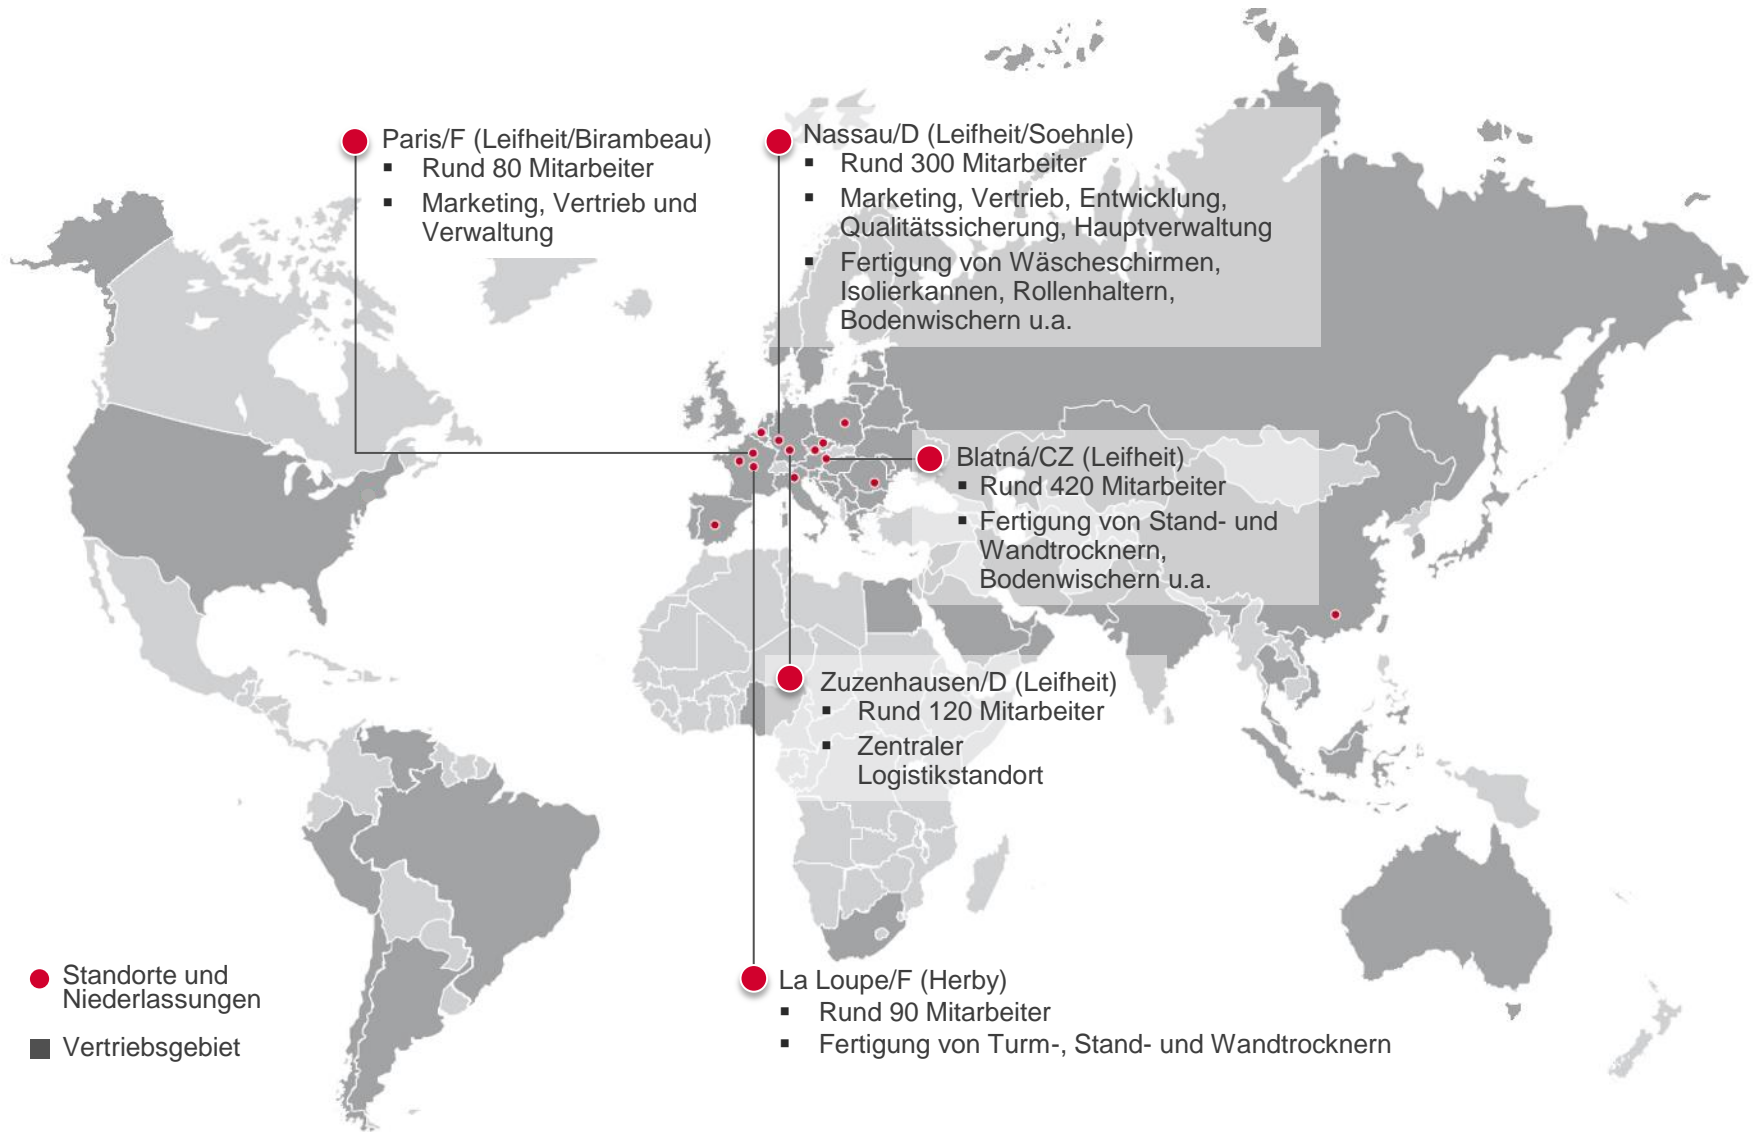 Paris/F (Leifheit/Birambeau)
▪ Rund 80 Mitarbeiter
▪ Marketing, Vertrieb und
Verwaltung
Nassau/D (Leifheit/Soehnle)
▪ Rund 300 Mitarbeiter
▪ Marketing, Vertrieb, Entwicklung,
Qualitätssicherung, Hauptverwaltung
▪ Fertigung von Wäscheschirmen,
Isolierkannen, Rollenhaltern,
Bodenwischern u.a.
Blatná/CZ (Leifheit)
▪ Rund 420 Mitarbeiter
▪ Fertigung von Stand- und
Wandtrocknern,
Bodenwischern u.a.
Zuzenhausen/D (Leifheit)
▪ Rund 120 Mitarbeiter
▪ Zentraler
Logistikstandort
La Loupe/F (Herby)
▪ Rund 90 Mitarbeiter
▪ Fertigung von Turm-, Stand- und Wandtrocknern
Standorte und
Niederlassungen
Vertriebsgebiet